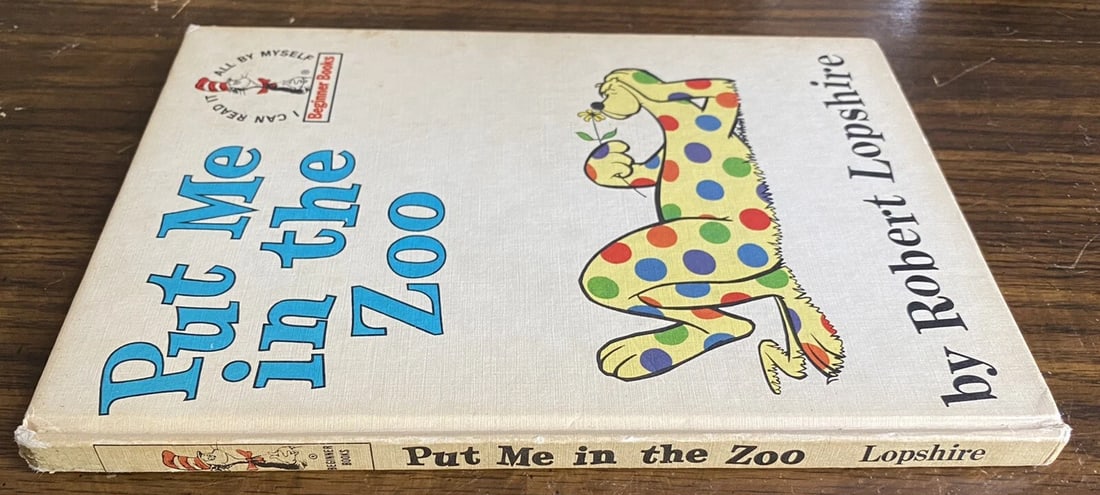 I CAN READ IT ALL BY MYSELF
®
Beginner Books
Put Me
in the
Zoo
by Robert Lopshire
®
BEGINNER
BOOKS
Put Me in the Zoo
Lopshire